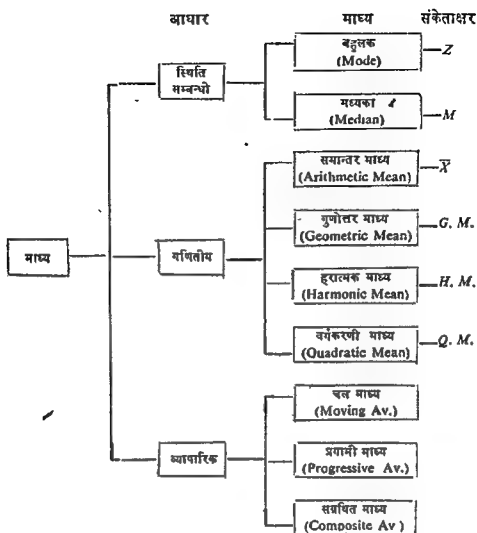 आधार माध्य संकेताक्षर
बहुलक
(Mode) Z
स्थिति
सम्बन्धी
मध्यका
(Median) M
समान्तर माध्य
(Arithmetic Mean) X̅
गुणोत्तर माध्य
(Geometric Mean) G. M.
माध्य
गणितीय
हरात्मक माध्य
(Harmonic Mean) H. M.
वर्गकरणी माध्य
(Quadratic Mean) Q. M.
चल माध्य
(Moving Av.)
व्यापारिक
प्रगामी माध्य
(Progressive Av.)
संग्रथित माध्य
(Composite Av )